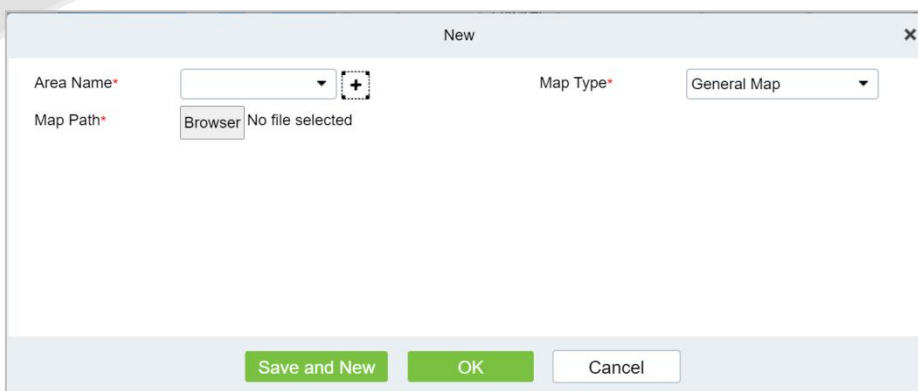 New
Area Name*
Map Type*
General Map
Map Path*
Browser No file selected
Save and New
OK
Cancel